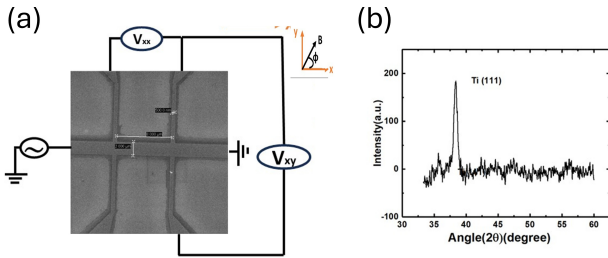 (a)
(b)
Vxx
Vxy
y
B
ϕ
x
Ti (111)
Intensity(a.u.)
200
100
0
-100
30
35
40
45
50
55
60
Angle(2θ)(degree)